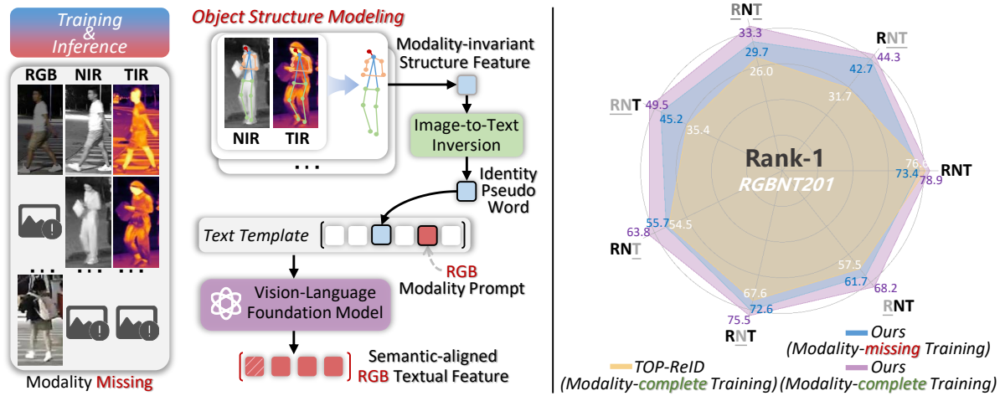 Training
&
Inference
RGB NIR TIR
...
Modality Missing
Object Structure Modeling
NIR TIR
...
Modality-invariant
Structure Feature
Image-to-Text
Inversion
Identity
Pseudo
Word
Text Template
RGB
Modality Prompt
Vision-Language
Foundation Model
Semantic-aligned
RGB Textual Feature
RNT
33.3
29.7
26.0
RNT
44.3
42.7
31.7
RNT
49.5
45.2
35.4
Rank-1
RGBNT201
RNT
76.6
73.4
78.9
55.7 54.5
63.8
RNT
57.5
61.7
68.2
RNT
67.6
72.6
75.5
RNT
Ours
(Modality-missing Training)
TOP-ReID
(Modality-complete Training)
Ours
(Modality-complete Training)